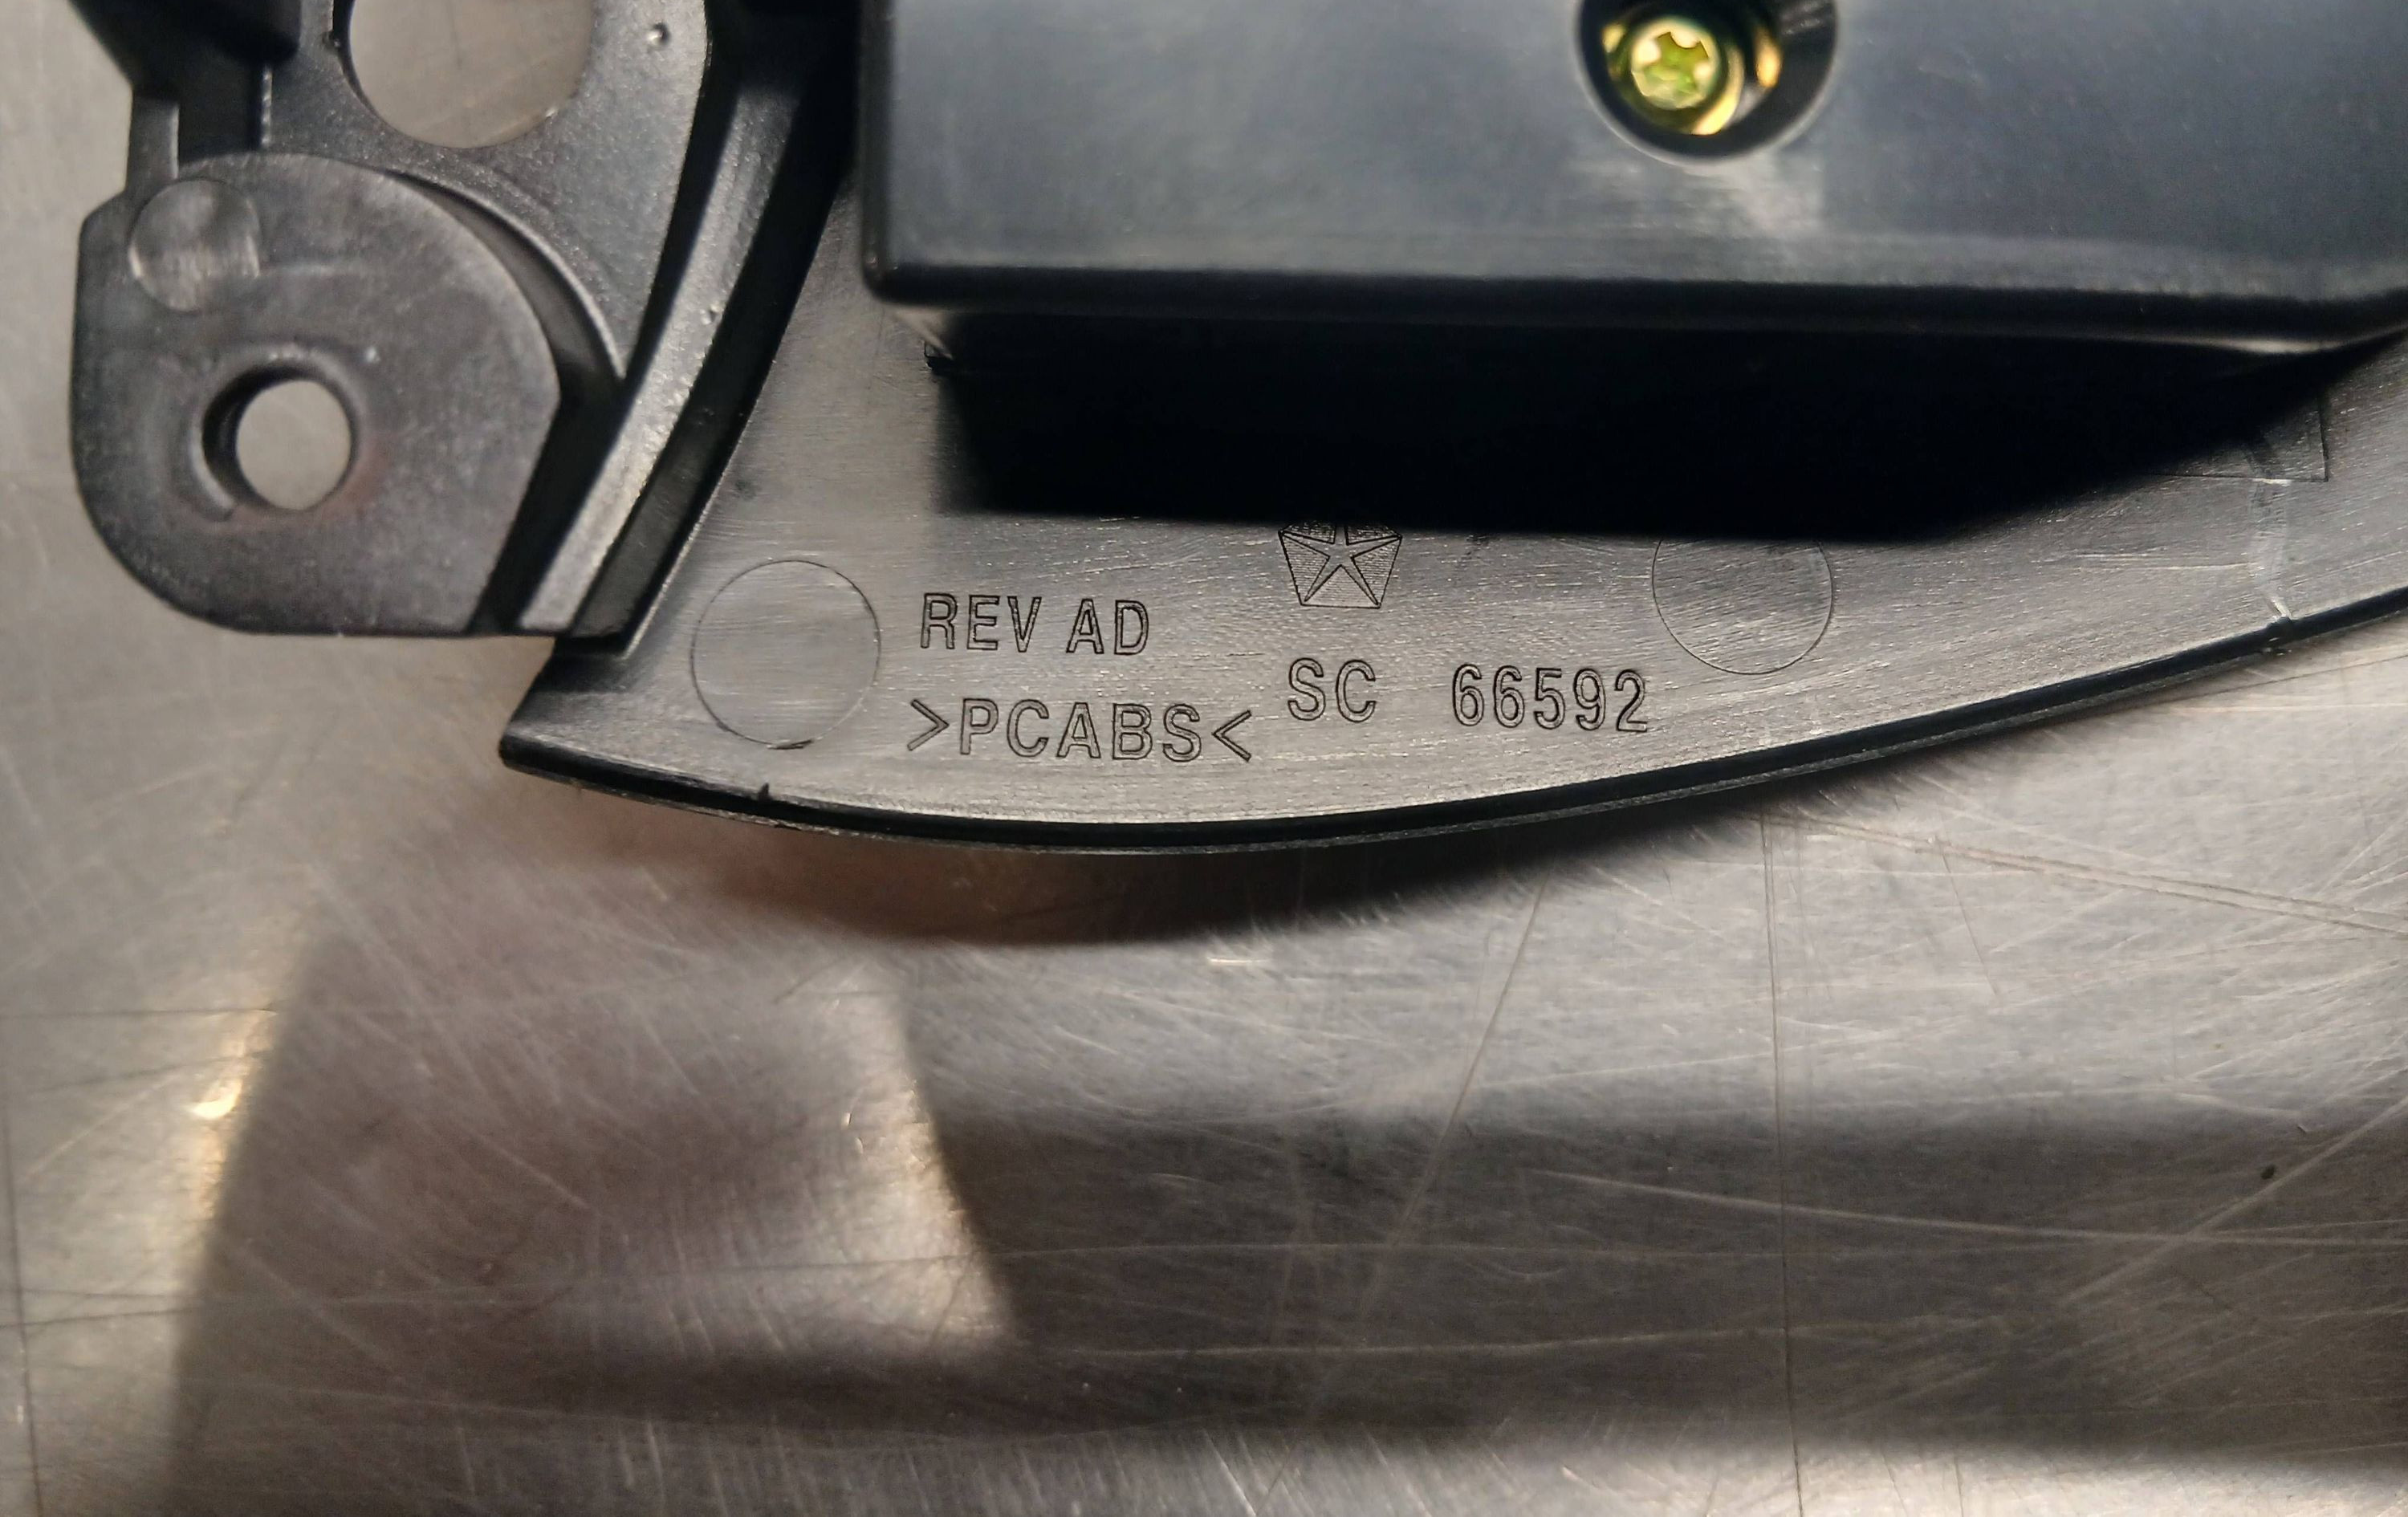 REV AD
>PCABS<
SC 66592